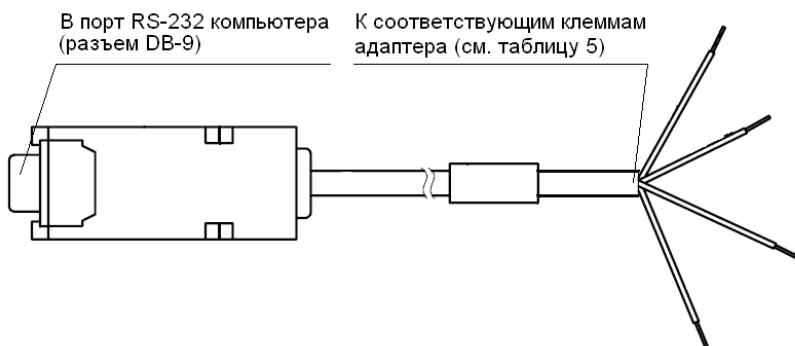 В порт RS-232 компьютера
(разъем DB-9)
К соответствующим клеммам
адаптера (см. таблицу 5)